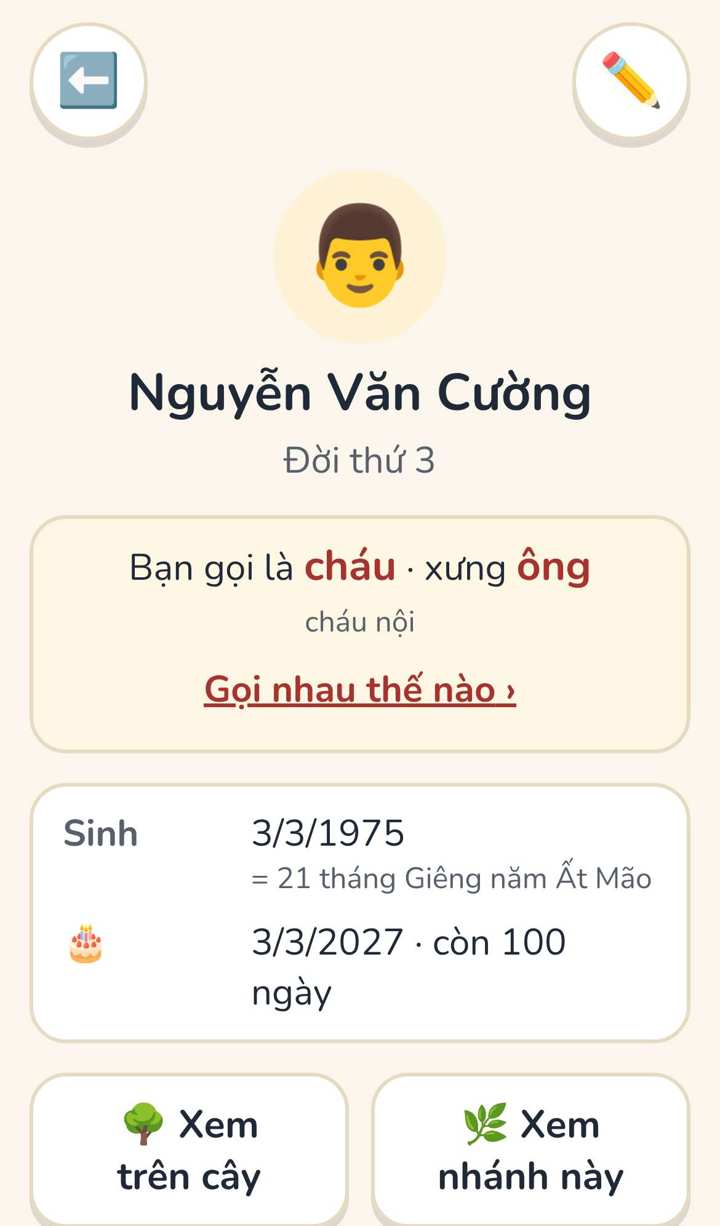 Nguyễn Văn Cường
Đời thứ 3
Bạn gọi là cháu · xưng ông
cháu nội
Gọi nhau thế nào ›
Sinh 3/3/1975
= 21 tháng Giêng năm Ất Mão
🎂 3/3/2027 · còn 100
ngày
🌳 Xem
trên cây
🌿 Xem
nhánh này